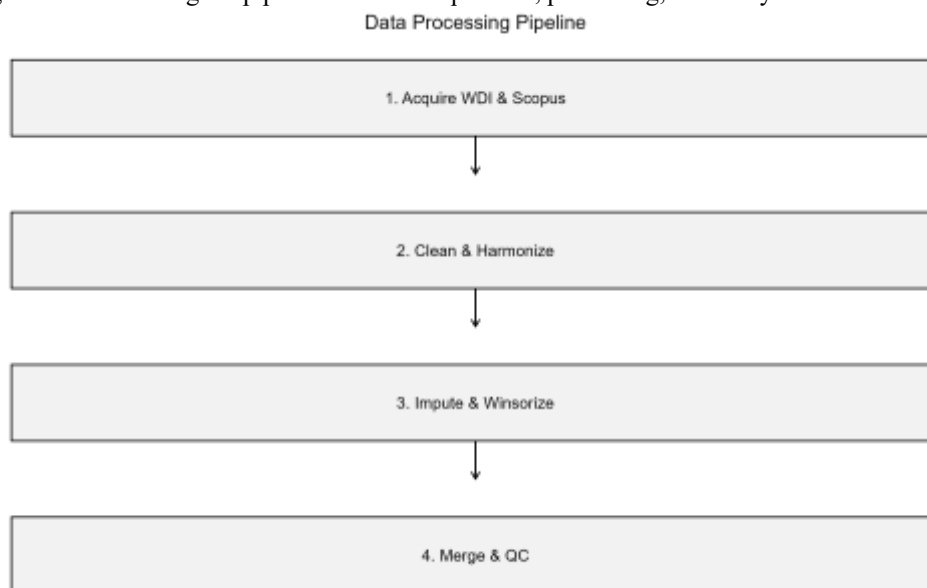 Data Processing Pipeline
1. Acquire WDI & Scopus
2. Clean & Harmonize
3. Impute & Winsorize
4. Merge & QC